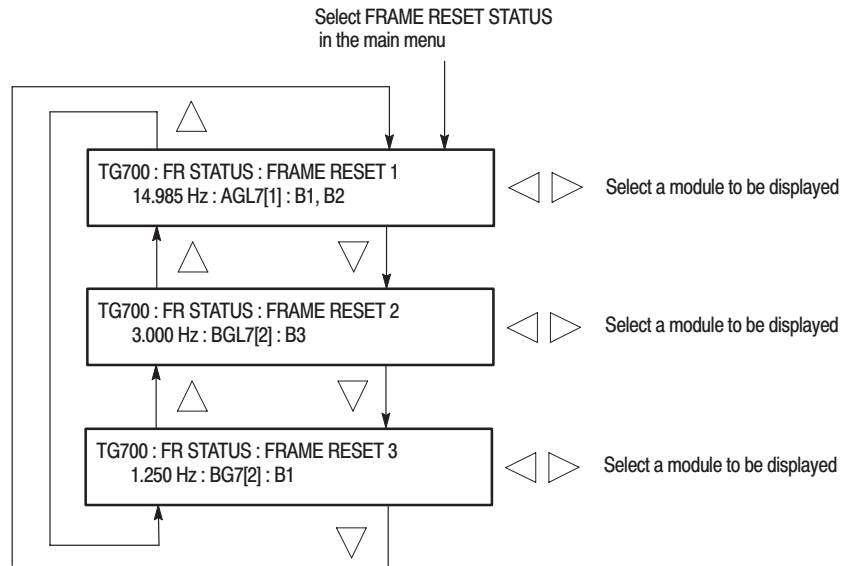 Select FRAME RESET STATUS
in the main menu
TG700 : FR STATUS : FRAME RESET 1
14.985 Hz : AGL7[1] : B1, B2
Select a module to be displayed
TG700 : FR STATUS : FRAME RESET 2
3.000 Hz : BGL7[2] : B3
Select a module to be displayed
TG700 : FR STATUS : FRAME RESET 3
1.250 Hz : BG7[2] : B1
Select a module to be displayed